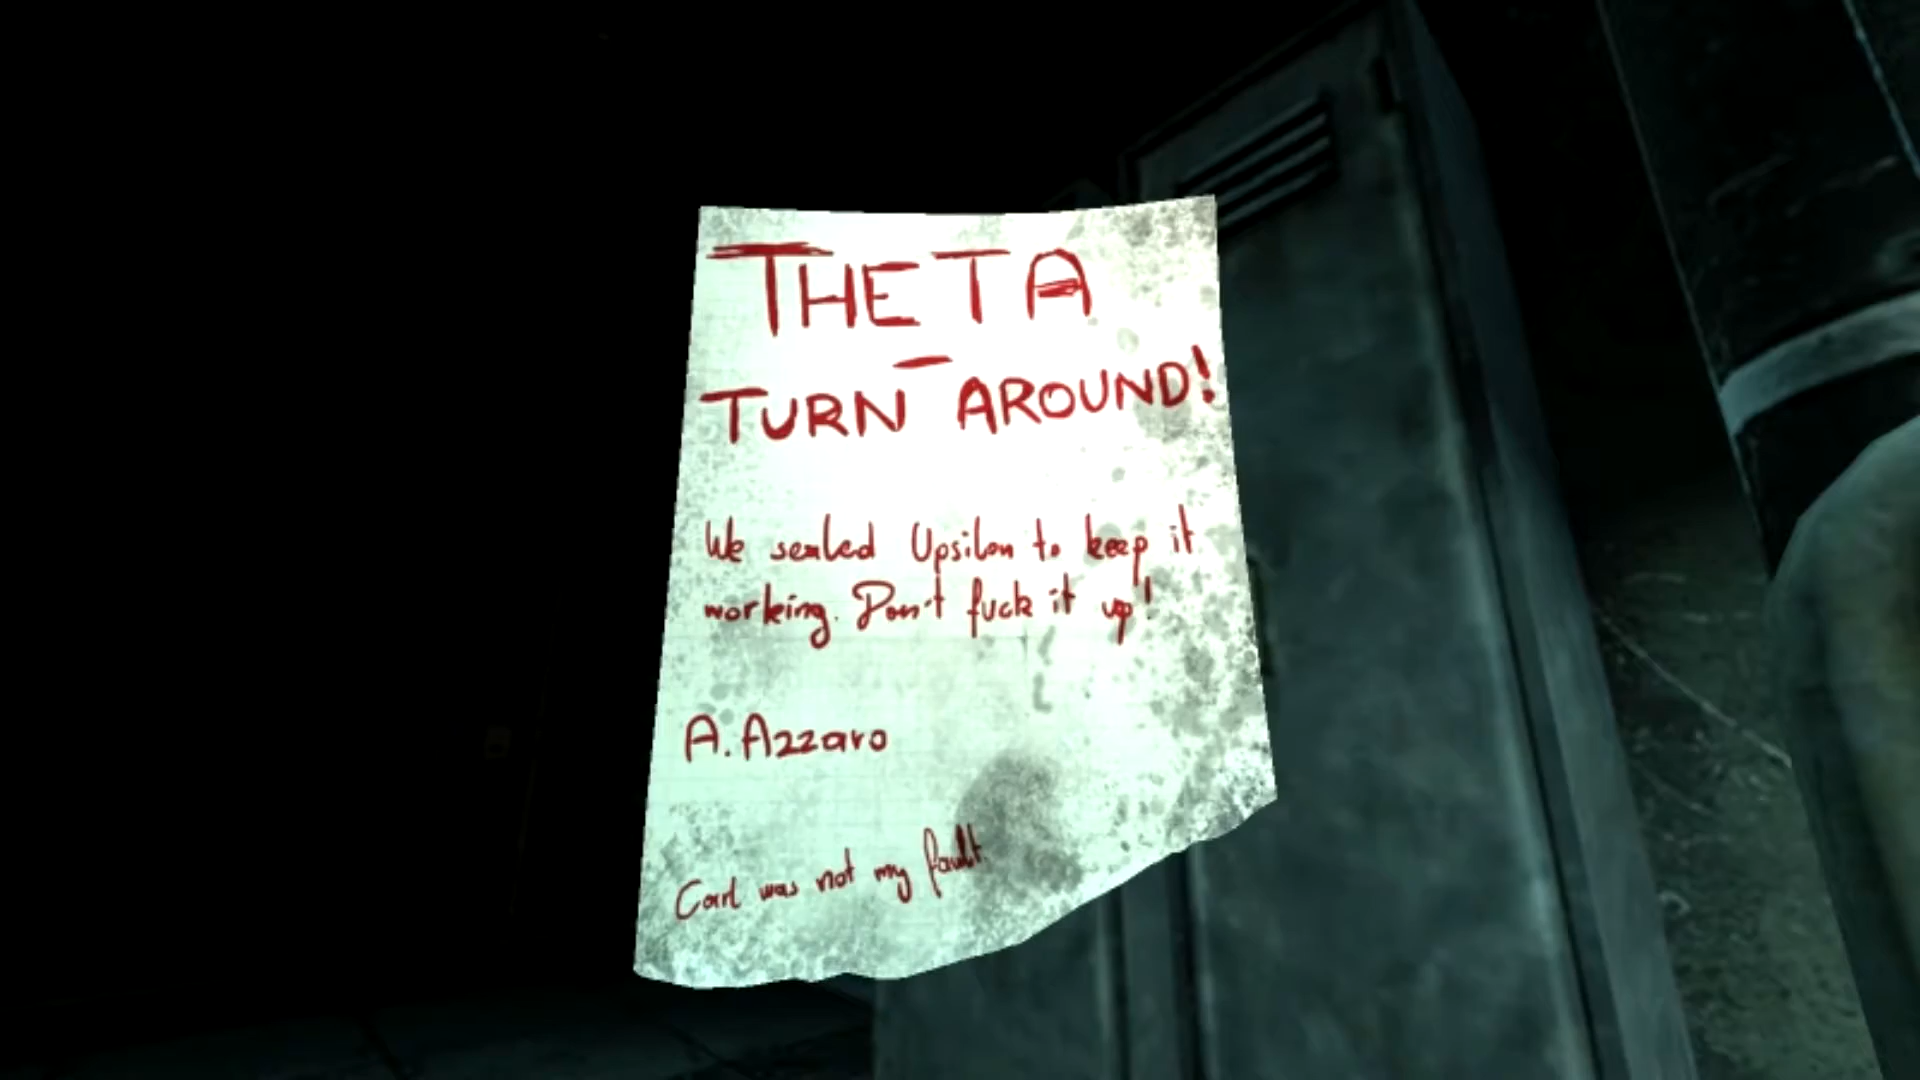 THETA
-
TURN AROUND!
We sealed Upsilon to keep it
working. Don't fuck it up!
A. Azzaro
Carl was not my fault.